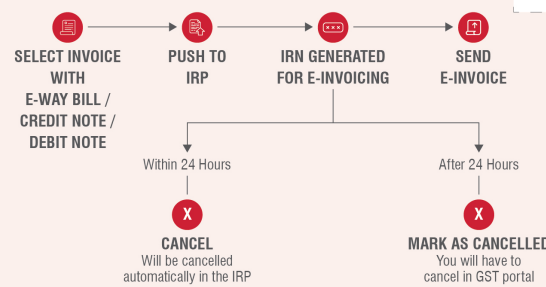 SELECT INVOICE
WITH
E-WAY BILL /
CREDIT NOTE /
DEBIT NOTE
PUSH TO
IRP
xxx
IRN GENERATED
FOR E-INVOICING
SEND
E-INVOICE
Within 24 Hours
After 24 Hours
X
CANCEL
Will be cancelled
automatically in the IRP
X
MARK AS CANCELLED
You will have to
cancel in GST portal